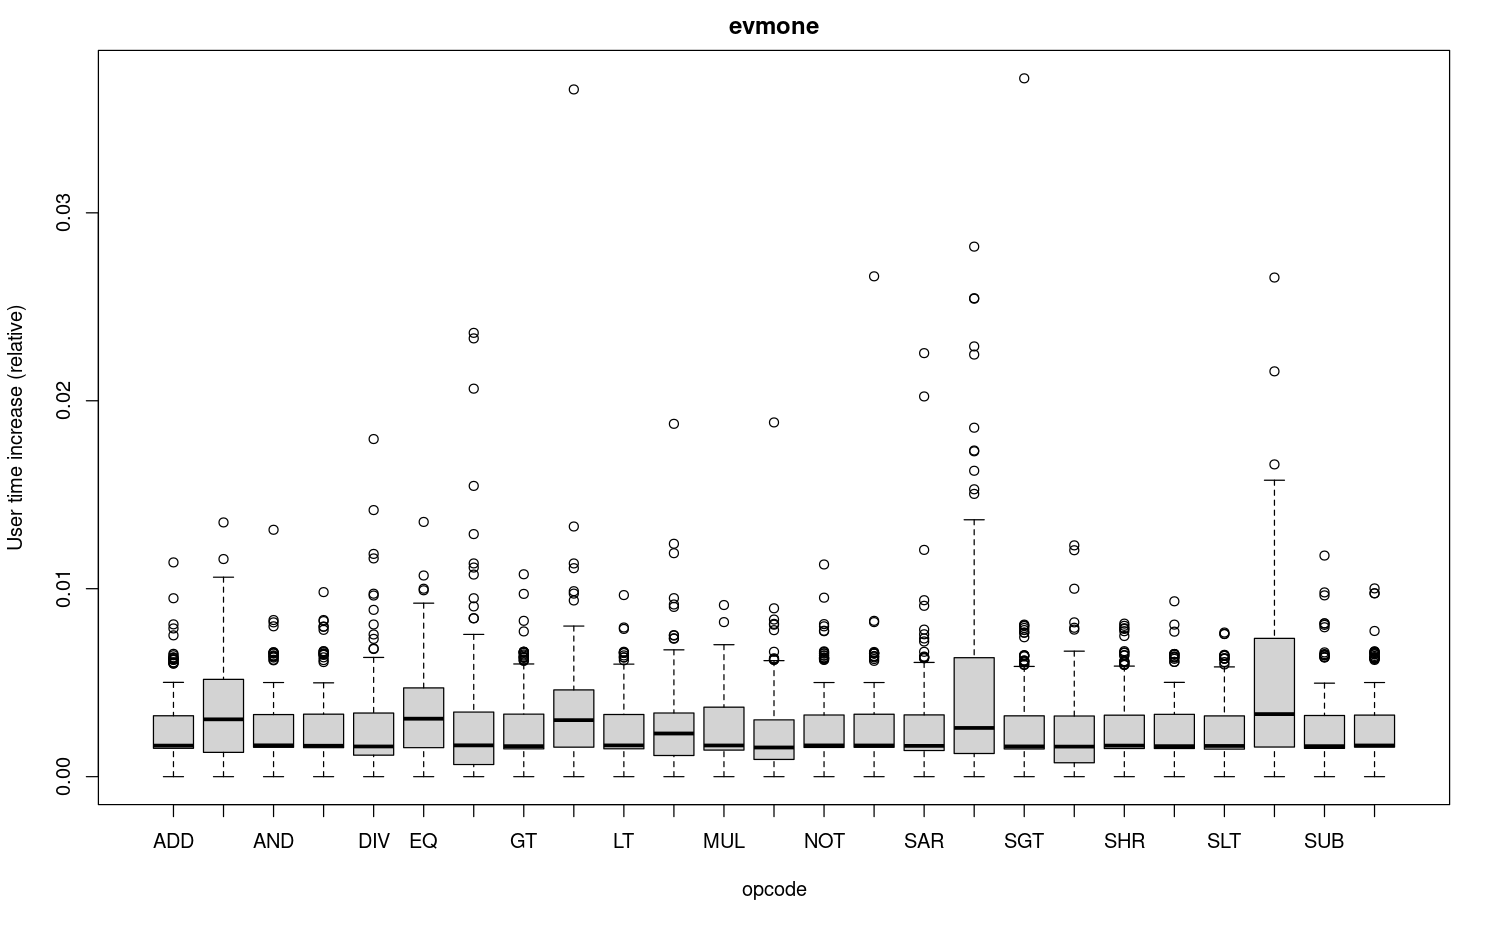 evmone
User time increase (relative)
0.03
0.02
0.01
0.00
ADD AND DIV EQ GT LT MUL NOT SAR SGT SHR SLT SUB
opcode